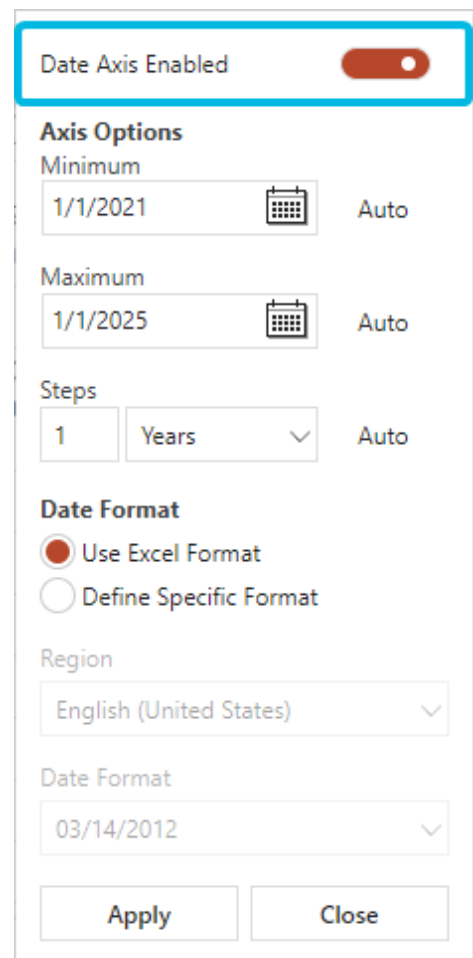 Date Axis Enabled
Axis Options
Minimum
1/1/2021 Auto
Maximum
1/1/2025 Auto
Steps
1 Years Auto
Date Format
Use Excel Format
Define Specific Format
Region
English (United States)
Date Format
03/14/2012
Apply Close